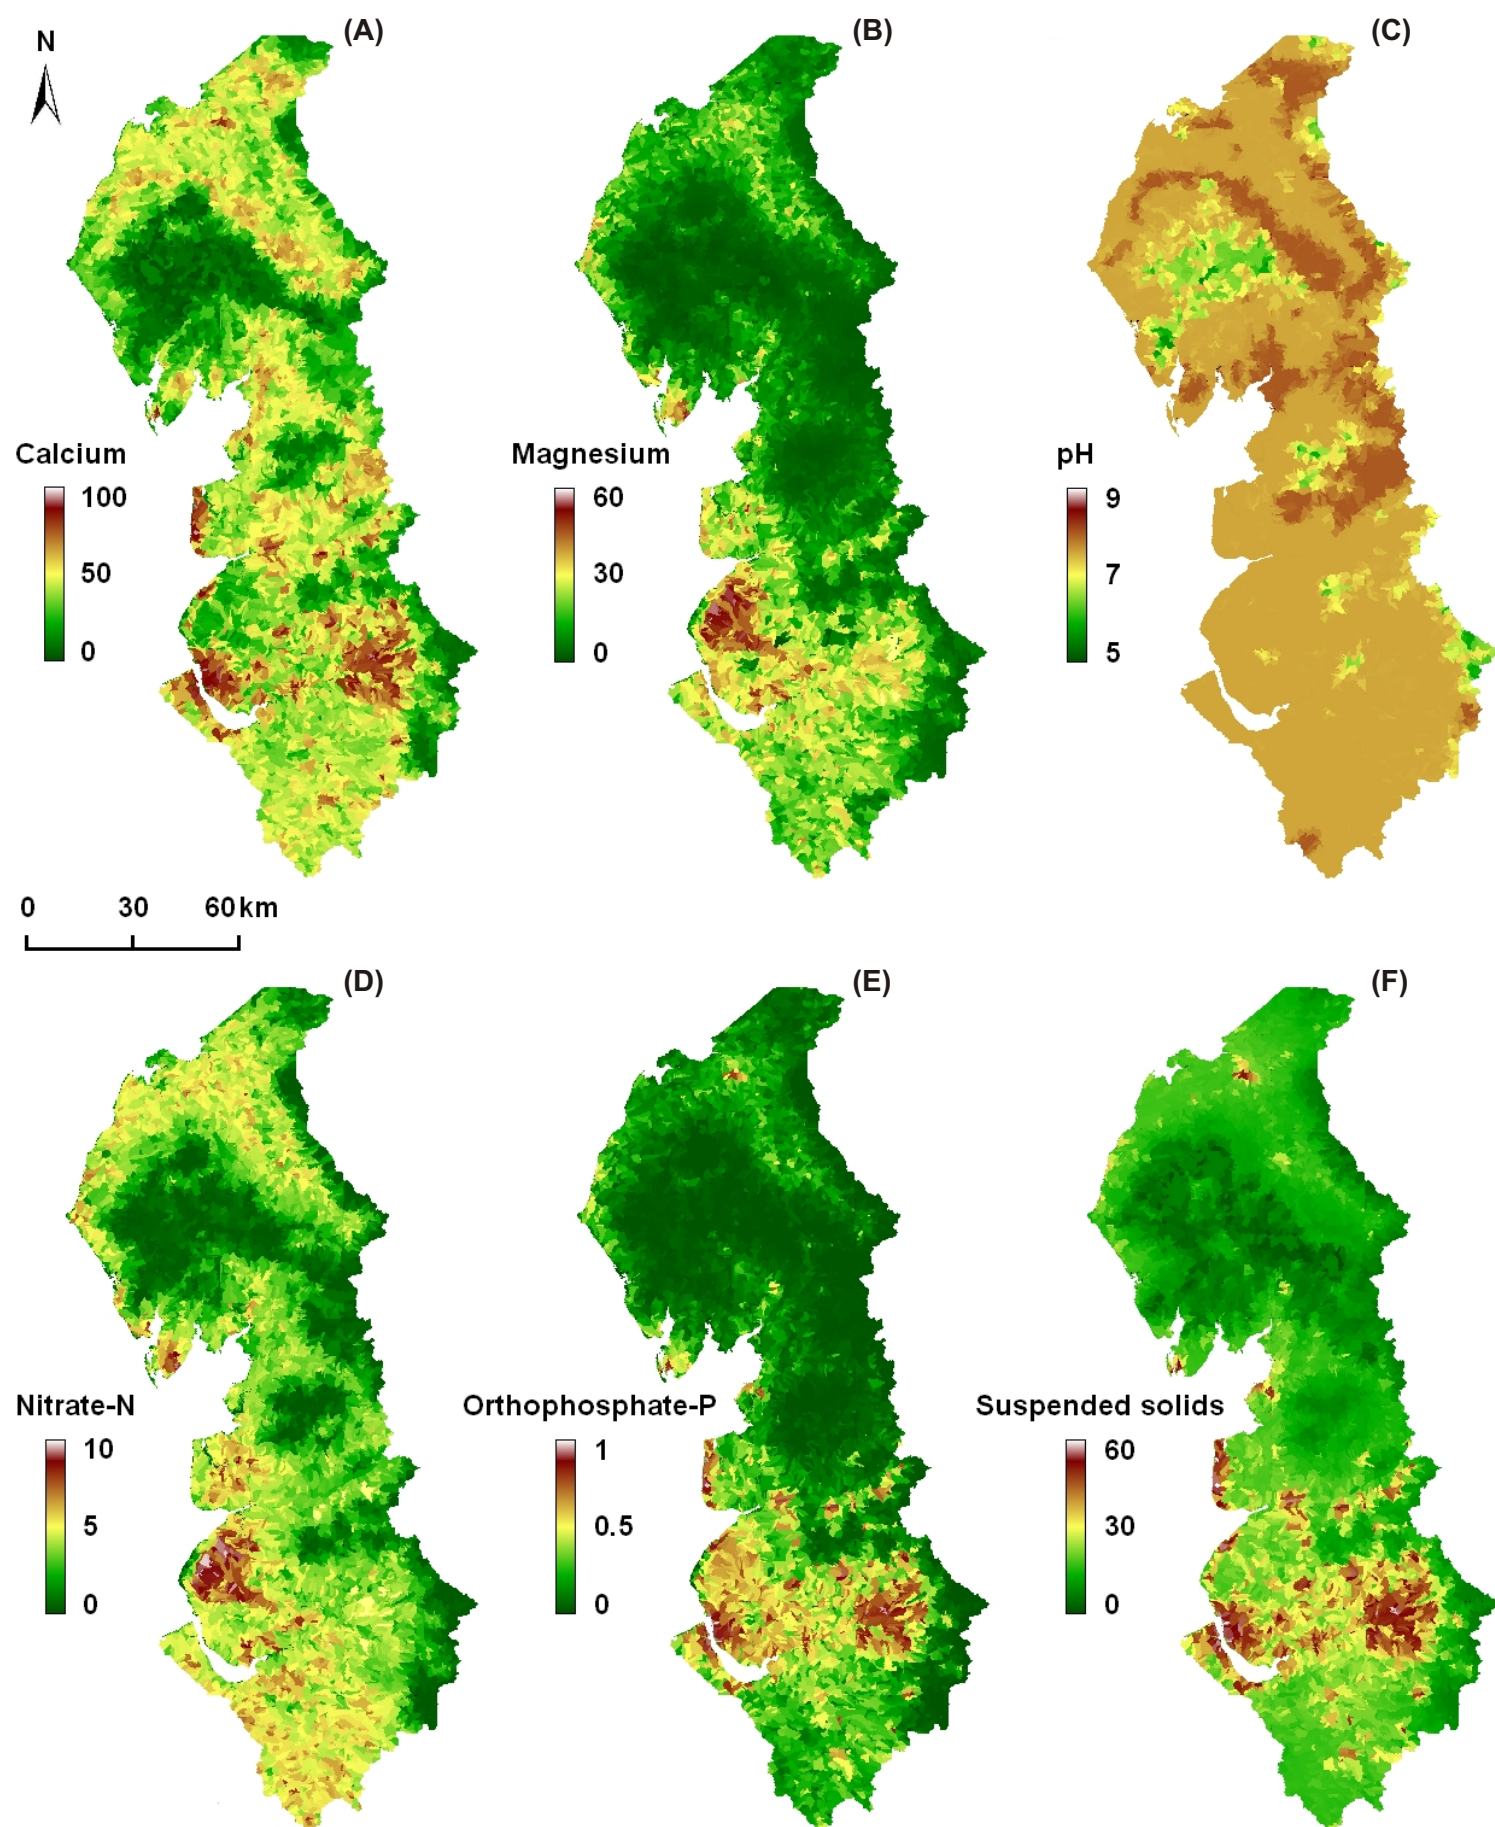 (A)
(B)
(C)
N
Calcium
100
50
0
Magnesium
60
30
0
pH
9
7
5
0 30 60 km
(D)
(E)
(F)
Nitrate-N
10
5
0
Orthophosphate-P
1
0.5
0
Suspended solids
60
30
0